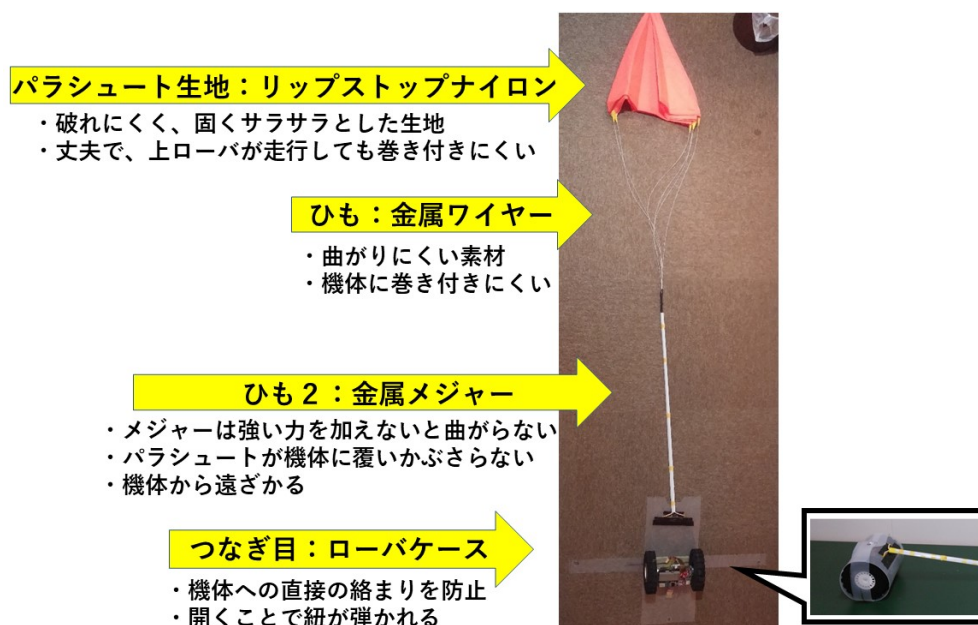 パラシュート生地：リップストップナイロン
・破れにくく、固くサラサラとした生地
・丈夫で、上ローバが走行しても巻き付きにくい
ひも：金属ワイヤー
・曲がりにくい素材
・機体に巻き付きにくい
ひも２：金属メジャー
・メジャーは強い力を加えないと曲がらない
・パラシュートが機体に覆いかぶさらない
・機体から遠ざかる
つなぎ目：ローバケース
・機体への直接の絡まりを防止
・開くことで紐が弾かれる